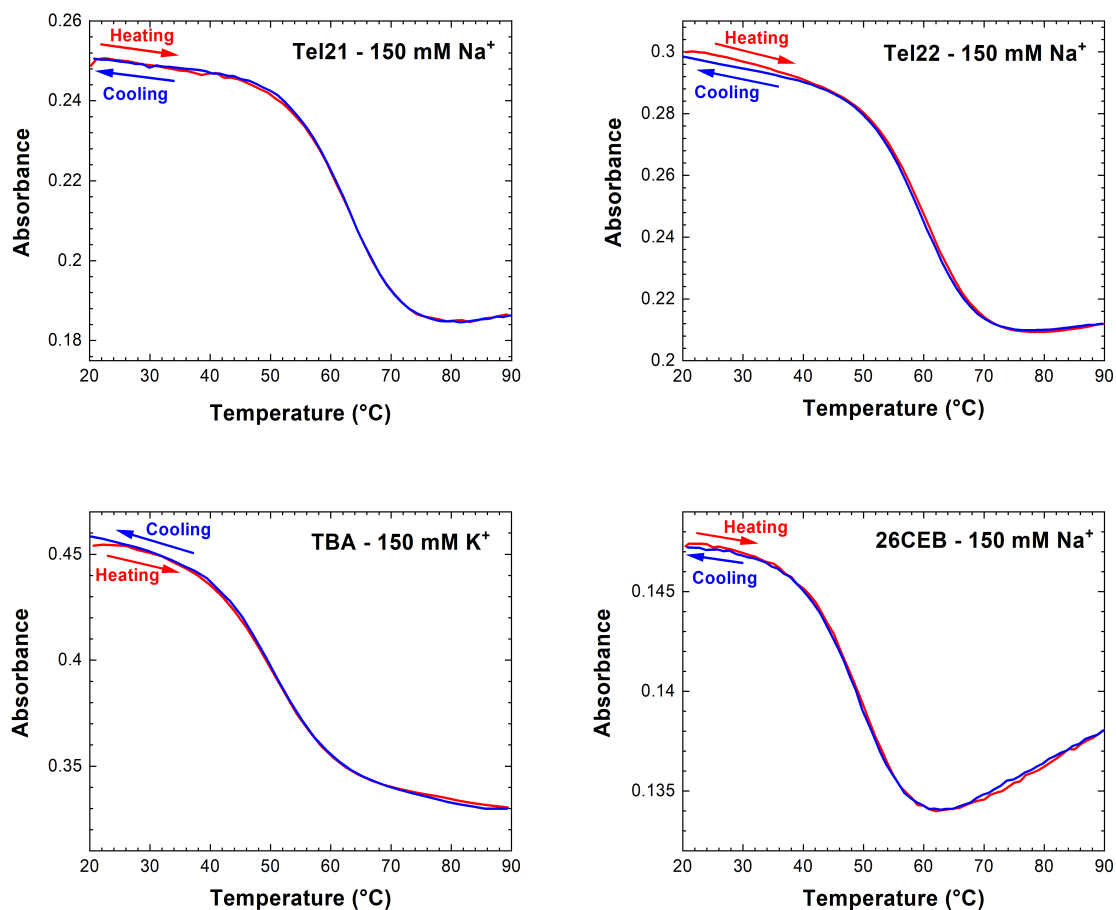 Tel21 - 150 mM Na⁺
Heating
Cooling
Absorbance
0.26
0.24
0.22
0.2
0.18
20 30 40 50 60 70 80 90
Temperature (°C)
Tel22 - 150 mM Na⁺
Heating
Cooling
Absorbance
0.3
0.28
0.26
0.24
0.22
0.2
20 30 40 50 60 70 80 90
Temperature (°C)
TBA - 150 mM K⁺
Cooling
Heating
Absorbance
0.45
0.4
0.35
20 30 40 50 60 70 80 90
Temperature (°C)
26CEB - 150 mM Na⁺
Heating
Cooling
Absorbance
0.145
0.14
0.135
20 30 40 50 60 70 80 90
Temperature (°C)